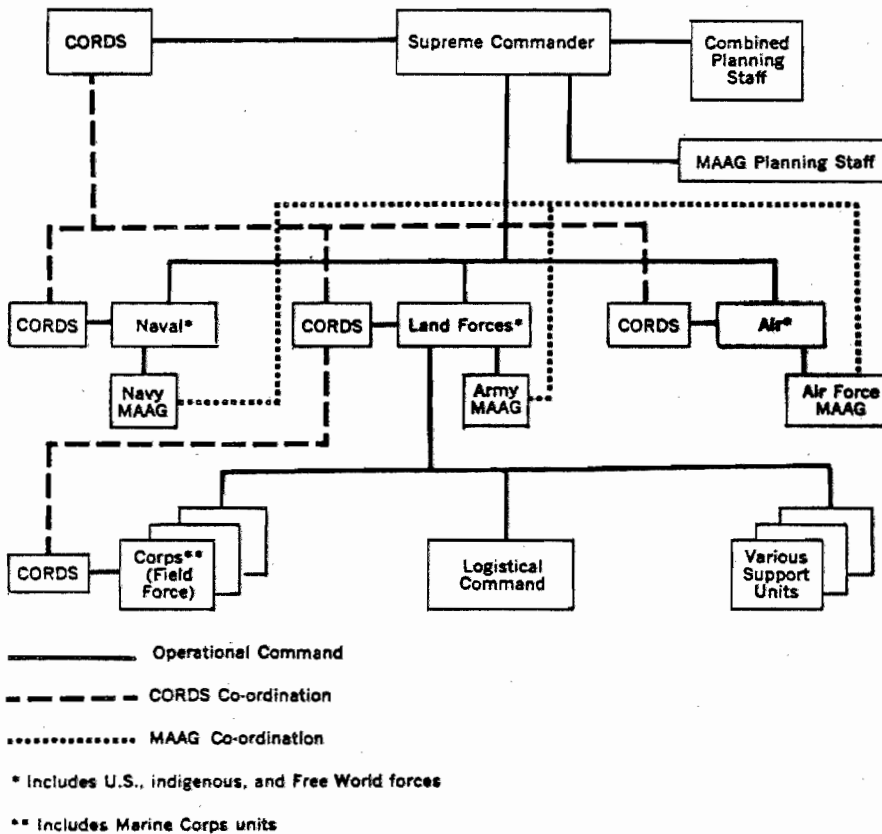 CORDS
Supreme Commander
Combined
Planning
Staff
MAAG Planning Staff
CORDS
Naval*
CORDS
Land Forces*
CORDS
Air*
Navy
MAAG
Army
MAAG
Air Force
MAAG
CORDS
Corps**
(Field
Force)
Logistical
Command
Various
Support
Units
Operational Command
CORDS Co-ordination
MAAG Co-ordination
* Includes U.S., indigenous, and Free World forces
** Includes Marine Corps units